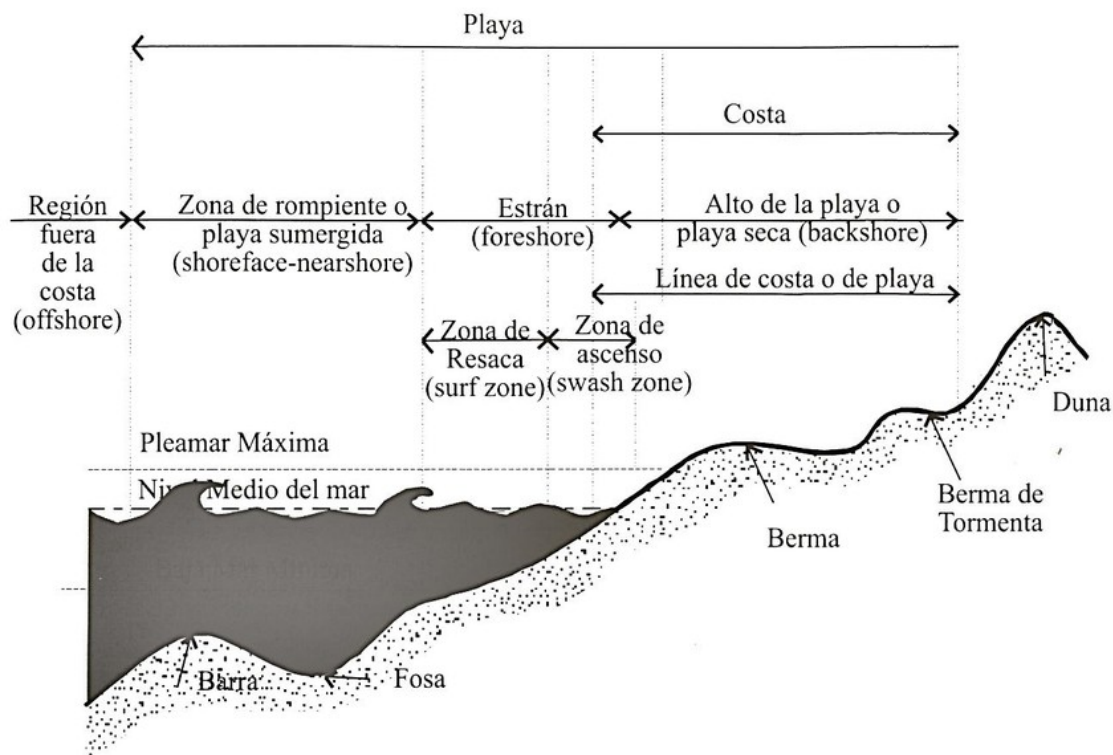 Playa
Costa
Región
fuera
de la
costa
(offshore)
Zona de rompiente o
playa sumergida
(shoreface-nearshore)
Estrán
(foreshore)
Alto de la playa o
playa seca (backshore)
Línea de costa o de playa
Zona de
Resaca
(surf zone)
Zona de
ascenso
(swash zone)
Duna
Pleamar Máxima
Nivel Medio del mar
Berma de
Tormenta
Berma
Barra
Fosa